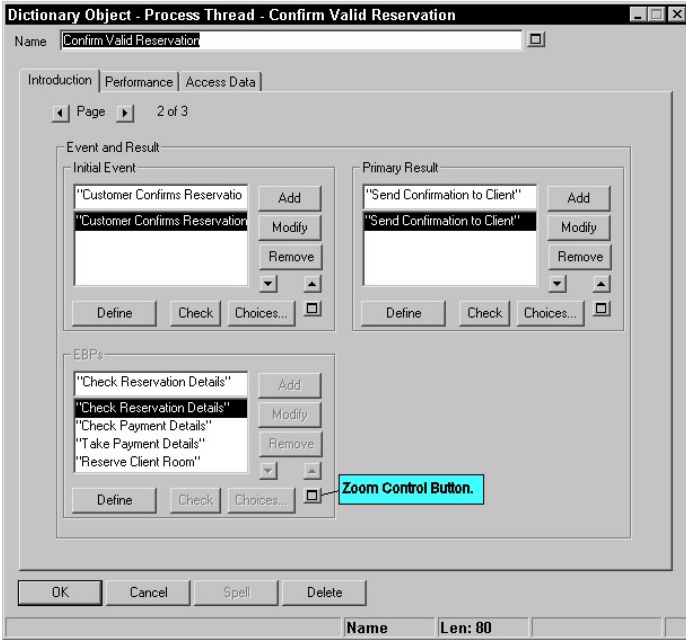 Dictionary Object - Process Thread - Confirm Valid Reservation
Name Confirm Valid Reservation
Introduction Performance Access Data
Page 2 of 3
Event and Result
Initial Event
"Customer Confirms Reservatio
Add
"Customer Confirms Reservation
Modify
Remove
Define Check Choices...
Primary Result
"Send Confirmation to Client"
Add
"Send Confirmation to Client"
Modify
Remove
Define Check Choices...
EBPs
"Check Reservation Details"
Add
"Check Reservation Details"
"Check Payment Details"
Modify
"Take Payment Details"
Remove
"Reserve Client Room"
Define Check Choices...
Zoom Control Button.
OK Cancel Spell Delete
Name Len: 80